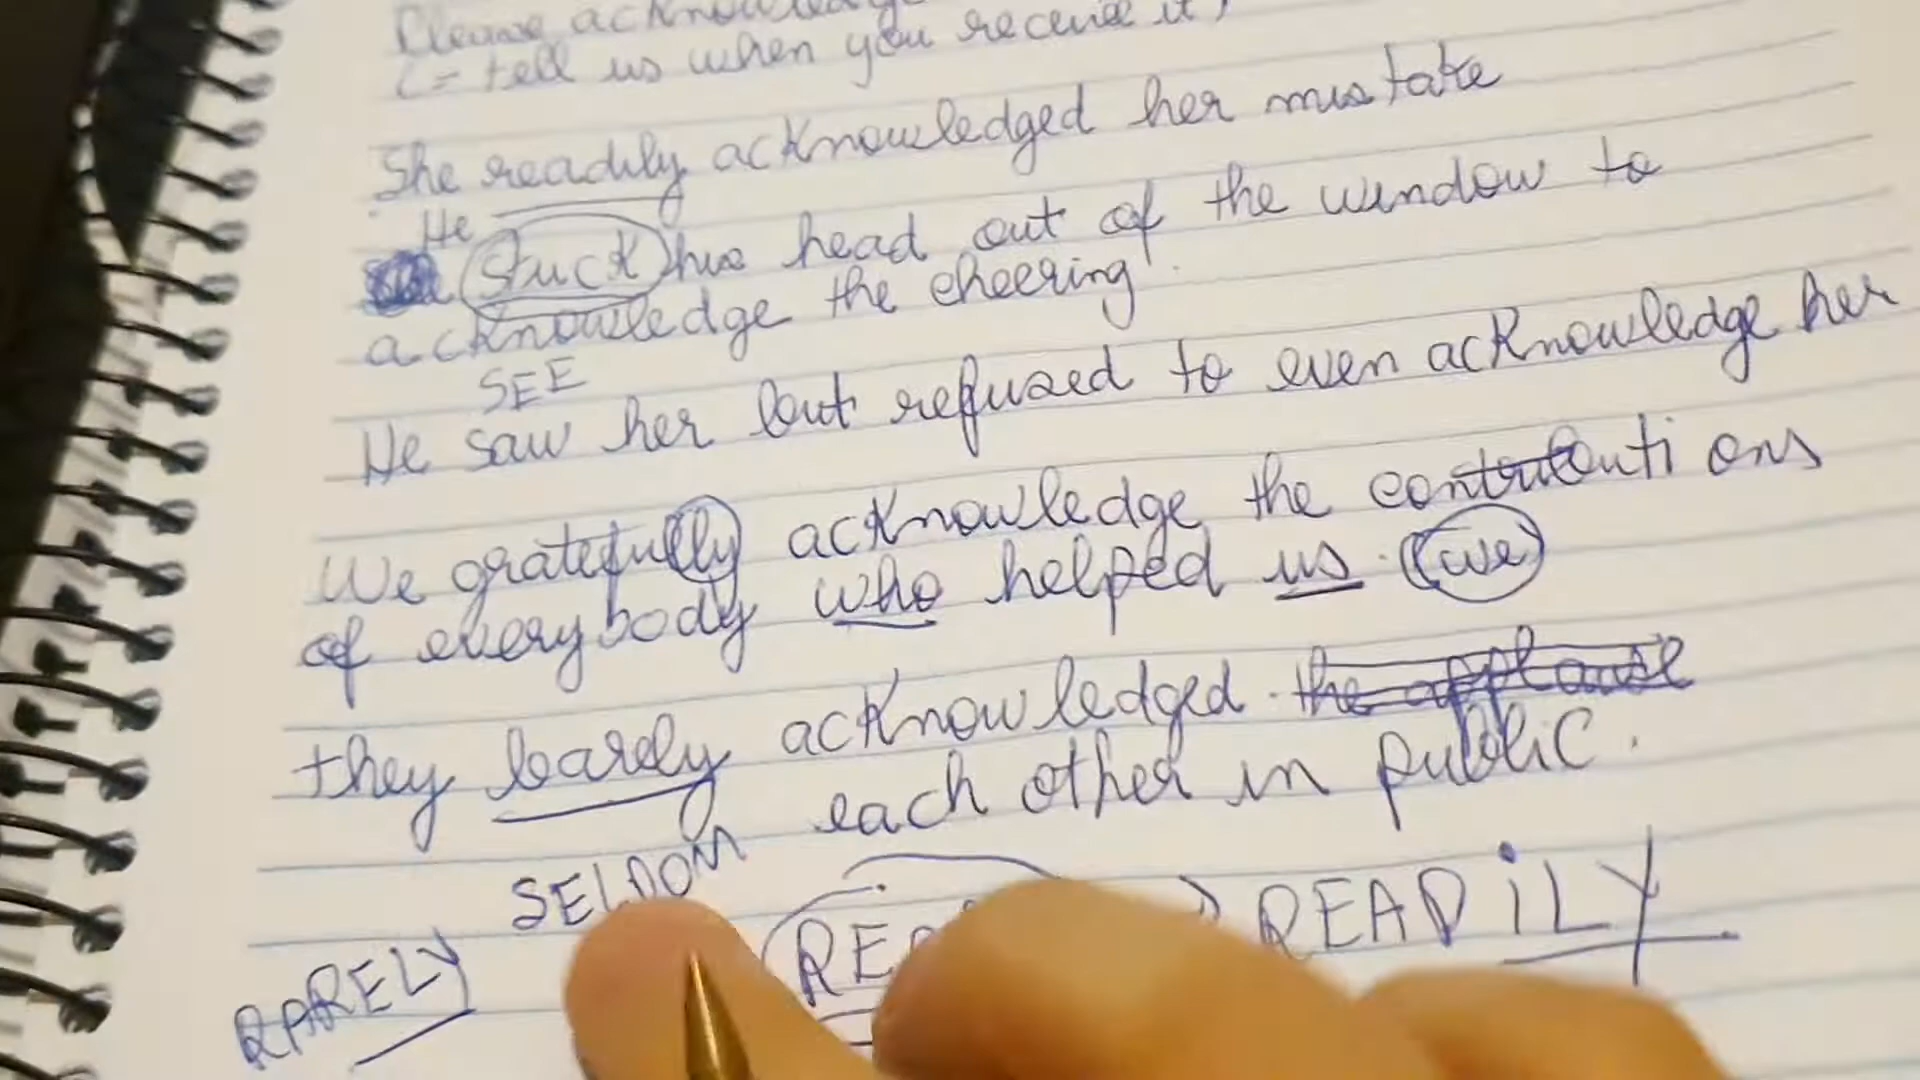 Please acknowledge
(= tell us when you receive it)
She readily acknowledged her mistake
He
stuck his head out of the window to
acknowledge the cheering.
SEE
He saw her but refused to even acknowledge her
We gratefully acknowledge the contributions
of everybody who helped us. (we)
they barely acknowledged the applause
each other in public.
SELDOM
READILY
RARELY